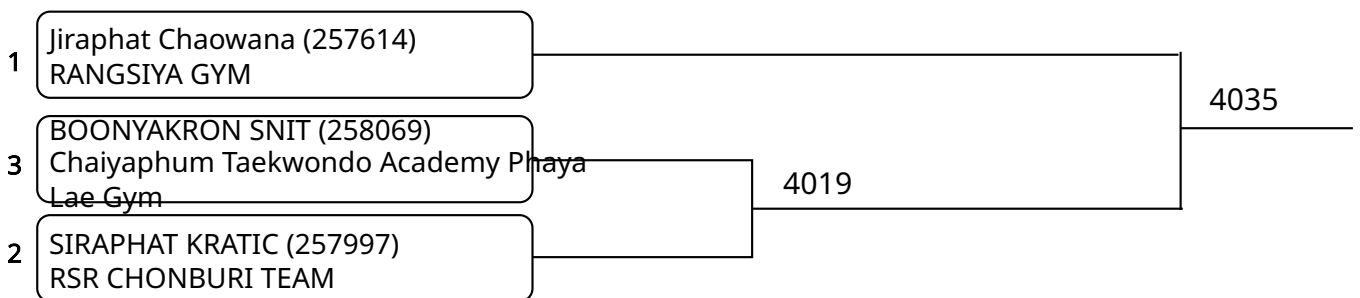 1
Jiraphat Chaowana (257614)
RANGSIYA GYM
4035
3
BOONYAKRON SNIT (258069)
Chaiyaphum Taekwondo Academy Phaya
Lae Gym
4019
2
SIRAPHAT KRATIC (257997)
RSR CHONBURI TEAM